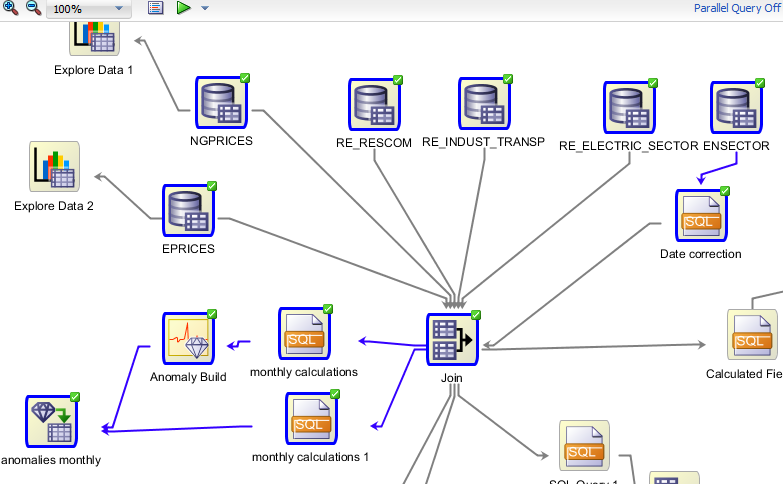 100%
Parallel Query Off
Explore Data 1
NGPRICES
RE_RESCOM
RE_INDUST_TRANSP
RE_ELECTRIC_SECTOR
ENSECTOR
Explore Data 2
EPRICES
SQL
Date correction
SQL
Anomaly Build
monthly calculations
Join
SQL
Calculated Fie
SQL
anomalies monthly
monthly calculations 1
SQL
SQL Query 1